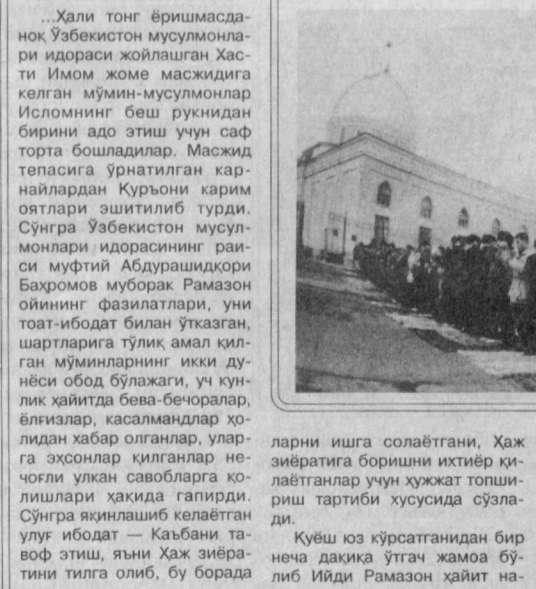 ...Ҳали тонг ёришмасда-
ноқ Ўзбекистон мусулмонла-
ри идораси жойлашган Хас-
ти Имом жоме масжидига
келган мўмин-мусулмонлар
Исломнинг беш рукнидан
бирини адо этиш учун саф
торта бошладилар. Масжид
тепасига ўрнатилган кар-
найлардан Қуръони карим
оятлари эшитилиб турди.
Сўнгра Ўзбекистон мусул-
монлари идорасининг раи-
си муфтий Абдурашидқори
Баҳромов муборак Рамазон
ойининг фазилатлари, уни
тоат-ибодат билан ўтказган,
шартларига тўлиқ амал қил-
ган мўминларнинг икки ду-
нёси обод бўлажаги, уч кун-
лик ҳайитда бева-бечоралар,
ёлғизлар, касалмандлар ҳо-
лидан хабар олганлар, улар-
га эҳсонлар қилганлар не-
чоғли улкан савобларга қо-
лишлари ҳақида гапирди.
Сўнгра яқинлашиб келаётган
улуғ ибодат — Каъбани та-
воф этиш, яъни Ҳаж зиёра-
тини тилга олиб, бу борада
ларни ишга солаётгани, Ҳаж
зиёратига боришни ихтиёр қи-
лаётганлар учун ҳужжат топши-
риш тартиби хусусида сўзла-
ди.
Қуёш юз кўрсатганидан бир
неча дақиқа ўтгач жамоа бў-
либ Ийди Рамазон ҳайит на-